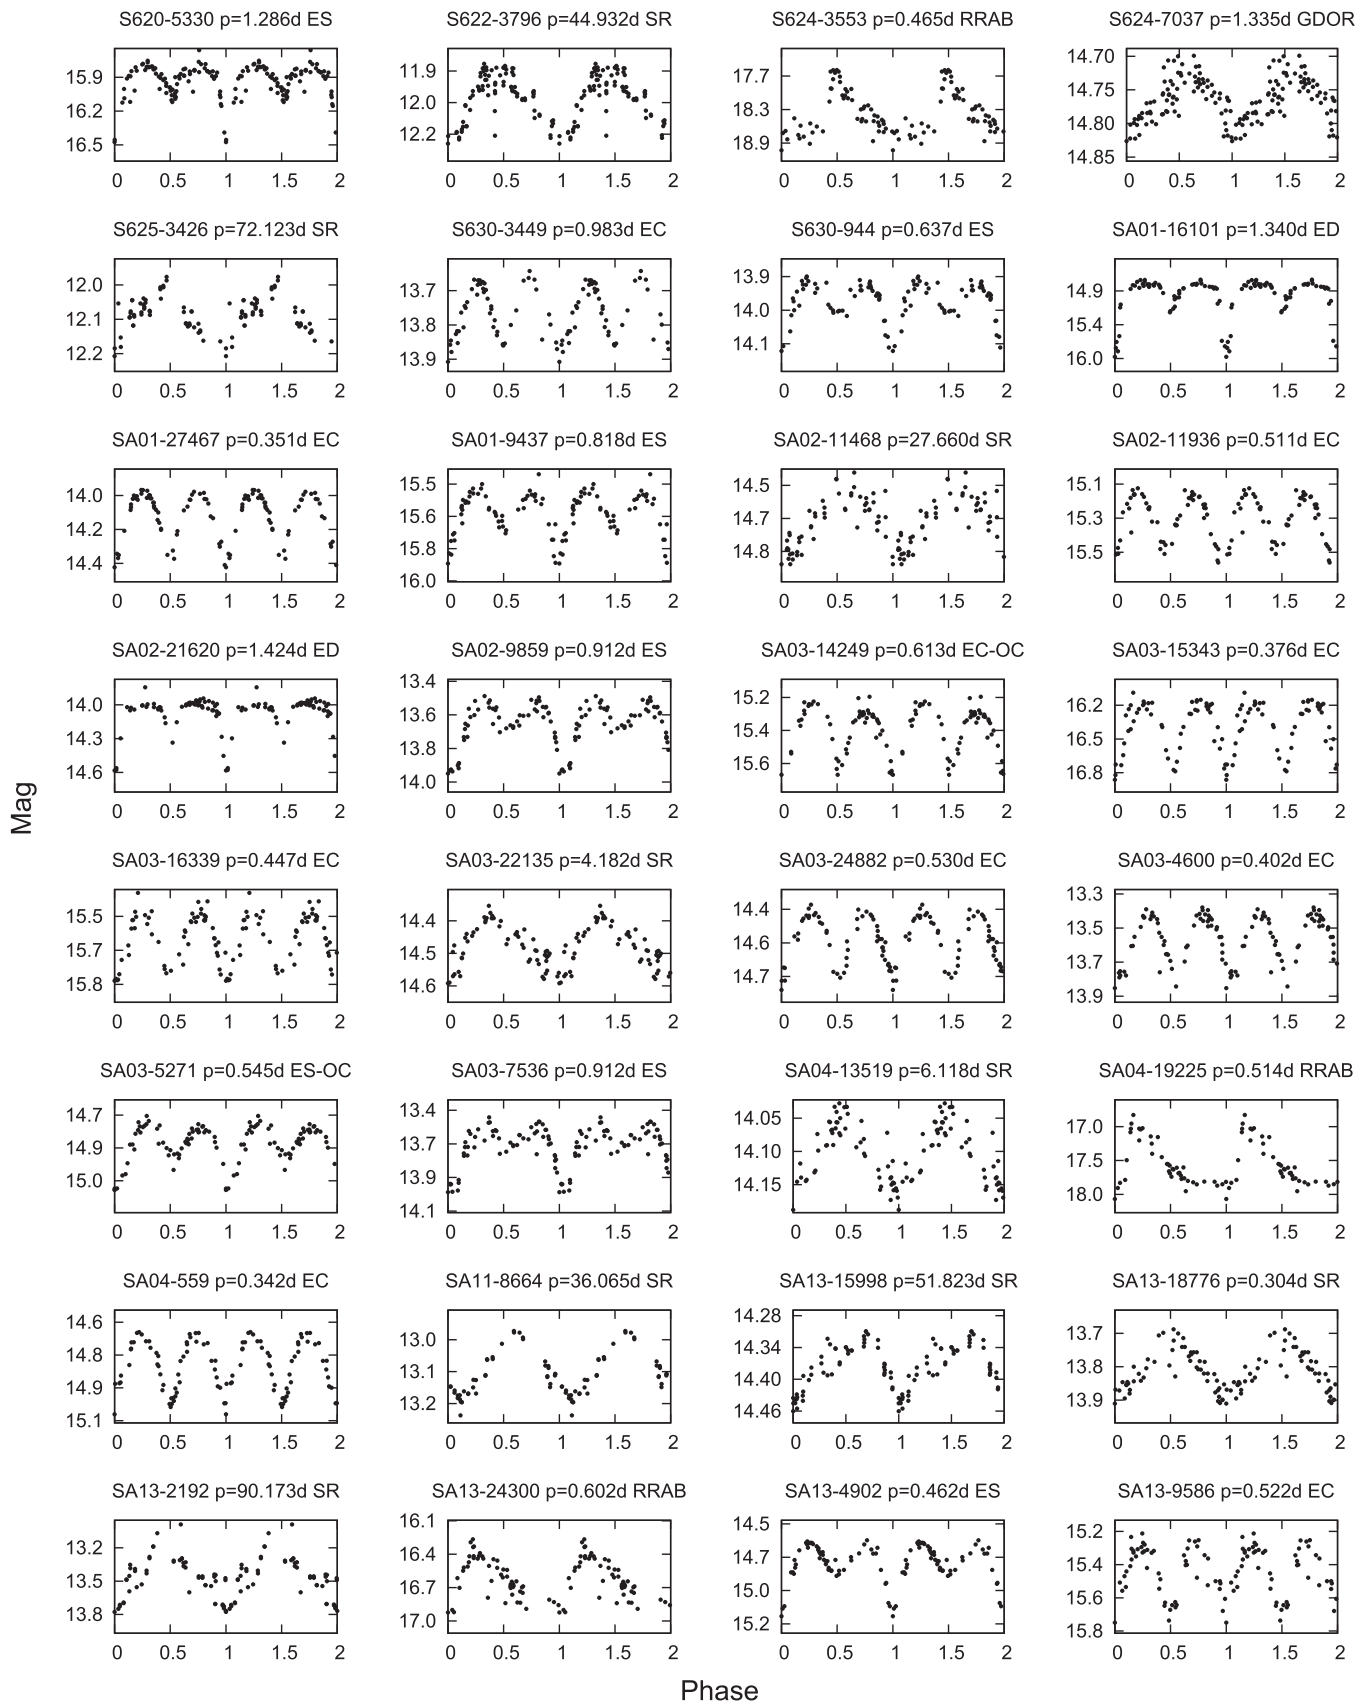 S620-5330 p=1.286d ES
15.9
16.2
16.5
0 0.5 1 1.5 2
S622-3796 p=44.932d SR
11.9
12.0
12.2
0 0.5 1 1.5 2
S624-3553 p=0.465d RRAB
17.7
18.3
18.9
0 0.5 1 1.5 2
S624-7037 p=1.335d GDOR
14.70
14.75
14.80
14.85
0 0.5 1 1.5 2
S625-3426 p=72.123d SR
12.0
12.1
12.2
0 0.5 1 1.5 2
S630-3449 p=0.983d EC
13.7
13.8
13.9
0 0.5 1 1.5 2
S630-944 p=0.637d ES
13.9
14.0
14.1
0 0.5 1 1.5 2
SA01-16101 p=1.340d ED
14.9
15.4
16.0
0 0.5 1 1.5 2
SA01-27467 p=0.351d EC
14.0
14.2
14.4
0 0.5 1 1.5 2
SA01-9437 p=0.818d ES
15.5
15.6
15.8
16.0
0 0.5 1 1.5 2
SA02-11468 p=27.660d SR
14.5
14.7
14.8
0 0.5 1 1.5 2
SA02-11936 p=0.511d EC
15.1
15.3
15.5
0 0.5 1 1.5 2
SA02-21620 p=1.424d ED
14.0
14.3
14.6
0 0.5 1 1.5 2
SA02-9859 p=0.912d ES
13.4
13.6
13.8
14.0
0 0.5 1 1.5 2
SA03-14249 p=0.613d EC-OC
15.2
15.4
15.6
0 0.5 1 1.5 2
SA03-15343 p=0.376d EC
16.2
16.5
16.8
0 0.5 1 1.5 2
Mag
SA03-16339 p=0.447d EC
15.5
15.7
15.8
0 0.5 1 1.5 2
SA03-22135 p=4.182d SR
14.4
14.5
14.6
0 0.5 1 1.5 2
SA03-24882 p=0.530d EC
14.4
14.6
14.7
0 0.5 1 1.5 2
SA03-4600 p=0.402d EC
13.3
13.5
13.7
13.9
0 0.5 1 1.5 2
SA03-5271 p=0.545d ES-OC
14.7
14.9
15.0
0 0.5 1 1.5 2
SA03-7536 p=0.912d ES
13.4
13.7
13.9
14.1
0 0.5 1 1.5 2
SA04-13519 p=6.118d SR
14.05
14.10
14.15
0 0.5 1 1.5 2
SA04-19225 p=0.514d RRAB
17.0
17.5
18.0
0 0.5 1 1.5 2
SA04-559 p=0.342d EC
14.6
14.8
14.9
15.1
0 0.5 1 1.5 2
SA11-8664 p=36.065d SR
13.0
13.1
13.2
0 0.5 1 1.5 2
SA13-15998 p=51.823d SR
14.28
14.34
14.40
14.46
0 0.5 1 1.5 2
SA13-18776 p=0.304d SR
13.7
13.8
13.9
0 0.5 1 1.5 2
SA13-2192 p=90.173d SR
13.2
13.5
13.8
0 0.5 1 1.5 2
SA13-24300 p=0.602d RRAB
16.1
16.4
16.7
17.0
0 0.5 1 1.5 2
SA13-4902 p=0.462d ES
14.5
14.7
15.0
15.2
0 0.5 1 1.5 2
SA13-9586 p=0.522d EC
15.2
15.4
15.6
15.8
0 0.5 1 1.5 2
Phase